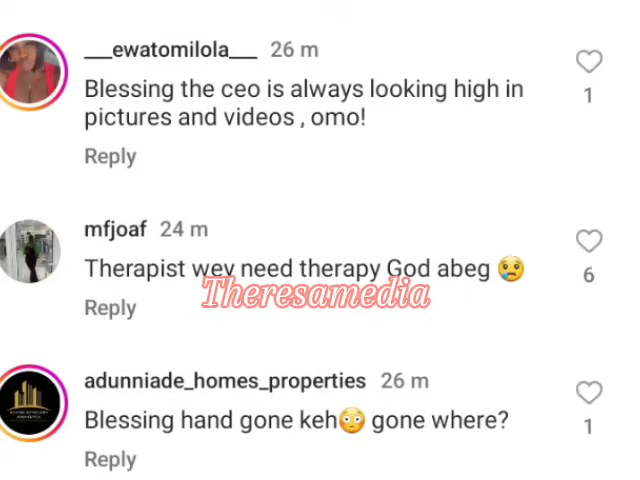 ___ewatomilola___ 26 m
Blessing the ceo is always looking high in
pictures and videos , omo!
1
Reply
mfjoaf 24 m
Therapist wey need therapy God abeg 😢
6
Theresamedia
Reply
adunniade_homes_properties 26 m
Blessing hand gone keh😳 gone where?
1
Reply